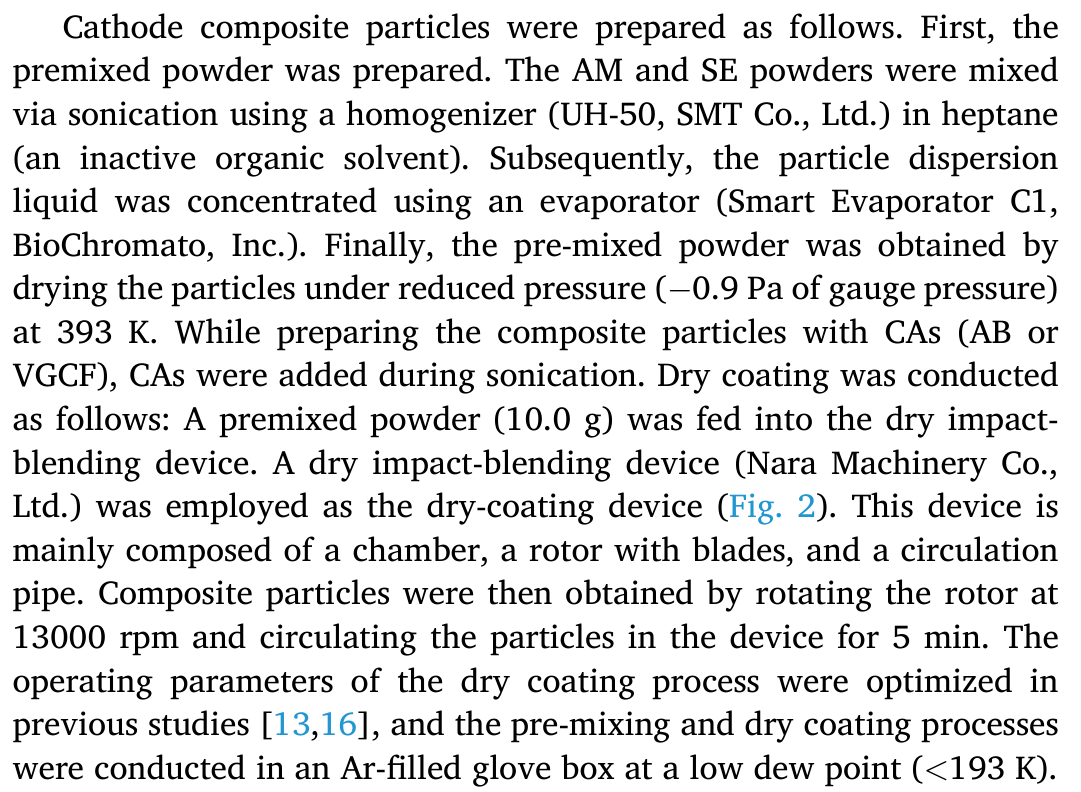 Cathode composite particles were prepared as follows. First, the
premixed powder was prepared. The AM and SE powders were mixed
via sonication using a homogenizer (UH-50, SMT Co., Ltd.) in heptane
(an inactive organic solvent). Subsequently, the particle dispersion
liquid was concentrated using an evaporator (Smart Evaporator C1,
BioChromato, Inc.). Finally, the pre-mixed powder was obtained by
drying the particles under reduced pressure (−0.9 Pa of gauge pressure)
at 393 K. While preparing the composite particles with CAs (AB or
VGCF), CAs were added during sonication. Dry coating was conducted
as follows: A premixed powder (10.0 g) was fed into the dry impact-
blending device. A dry impact-blending device (Nara Machinery Co.,
Ltd.) was employed as the dry-coating device (Fig. 2). This device is
mainly composed of a chamber, a rotor with blades, and a circulation
pipe. Composite particles were then obtained by rotating the rotor at
13000 rpm and circulating the particles in the device for 5 min. The
operating parameters of the dry coating process were optimized in
previous studies [13,16], and the pre-mixing and dry coating processes
were conducted in an Ar-filled glove box at a low dew point (<193 K).